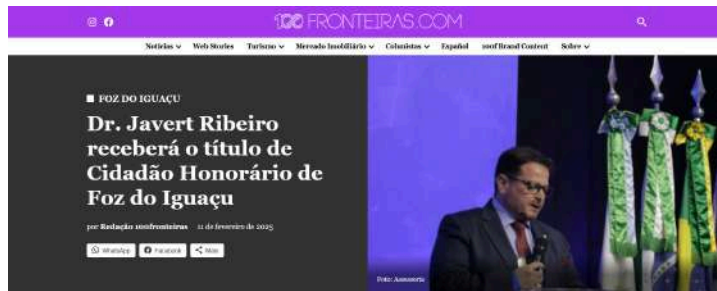 100 FRONTEIRAS.COM
Notícias Web Stories Turismo Mercado Imobiliário Colunistas Español 100f Brand Content Sobre
FOZ DO IGUAÇU
Dr. Javert Ribeiro
receberá o título de
Cidadão Honorário de
Foz do Iguaçu
por Redação 100fronteiras 11 de fevereiro de 2025
WhatsApp Facebook Mais
Foto: Assessoria